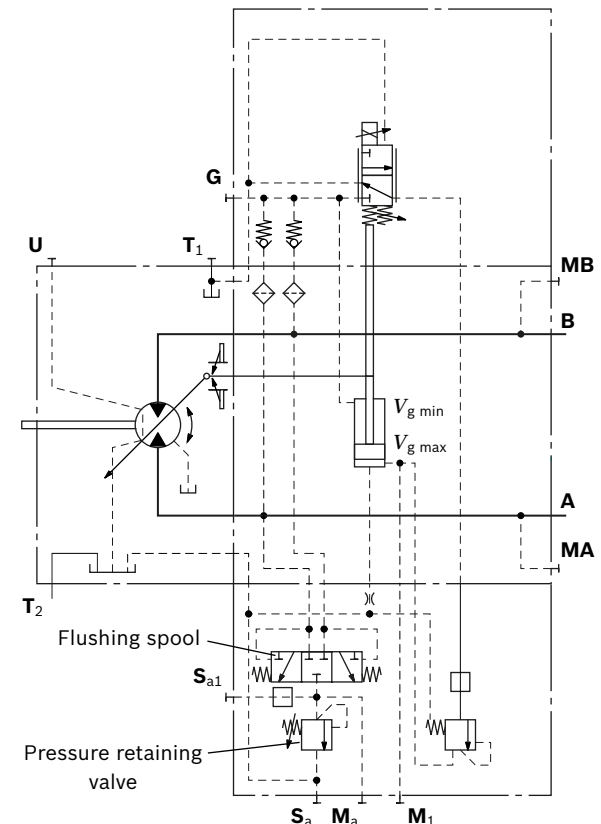 G
U
T1
MB
B
Vg min
Vg max
A
MA
T2
Flushing spool
Sa1
Pressure retaining
valve
Sa
Ma
M1